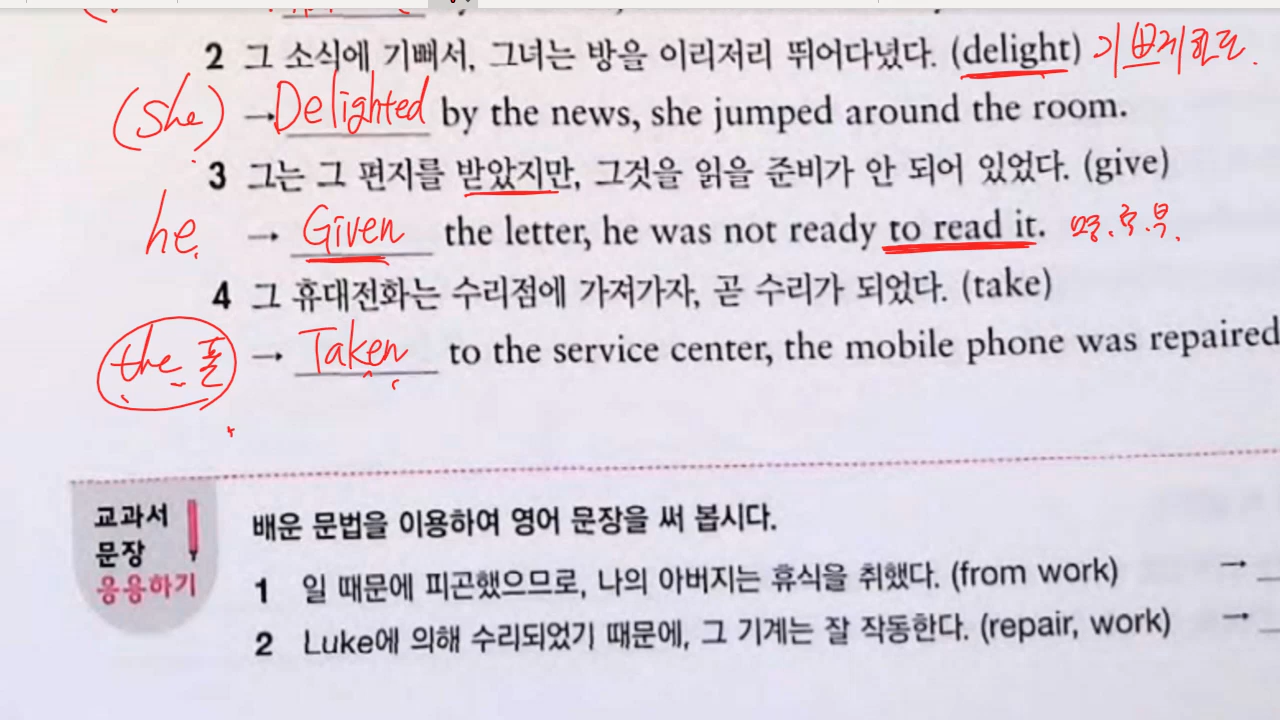 2 그 소식에 기뻐서, 그녀는 방을 이리저리 뛰어다녔다. (delight) 기쁘게한다.
(she) → Delighted by the news, she jumped around the room.
3 그는 그 편지를 받았지만, 그것을 읽을 준비가 안 되어 있었다. (give)
he. → Given the letter, he was not ready to read it.
4 그 휴대전화는 수리점에 가져가자, 곧 수리가 되었다. (take)
the 폰 → Taken to the service center, the mobile phone was repaired
교과서
문장
응용하기
배운 문법을 이용하여 영어 문장을 써 봅시다.
1 일 때문에 피곤했으므로, 나의 아버지는 휴식을 취했다. (from work) →
2 Luke에 의해 수리되었기 때문에, 그 기계는 잘 작동한다. (repair, work) →